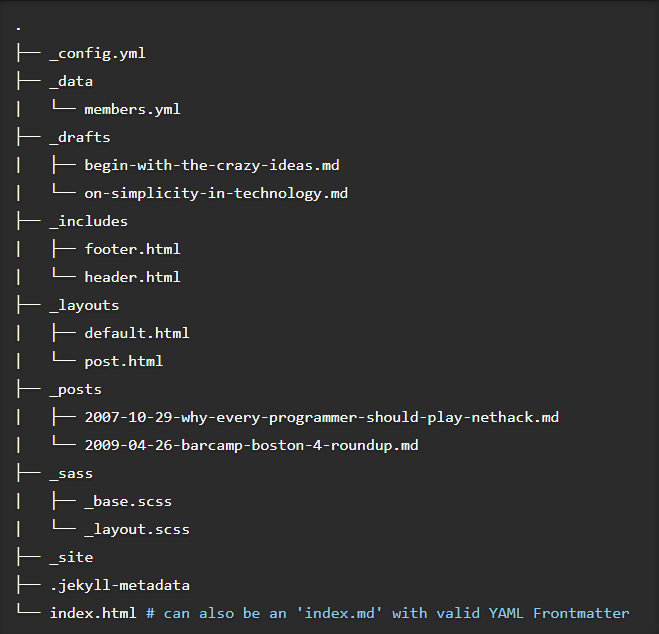 .
├── _config.yml
├── _data
|   └── members.yml
├── _drafts
|   ├── begin-with-the-crazy-ideas.md
|   └── on-simplicity-in-technology.md
├── _includes
|   ├── footer.html
|   └── header.html
├── _layouts
|   ├── default.html
|   └── post.html
├── _posts
|   ├── 2007-10-29-why-every-programmer-should-play-nethack.md
|   └── 2009-04-26-barcamp-boston-4-roundup.md
├── _sass
|   ├── _base.scss
|   └── _layout.scss
├── _site
├── .jekyll-metadata
└── index.html # can also be an 'index.md' with valid YAML Frontmatter